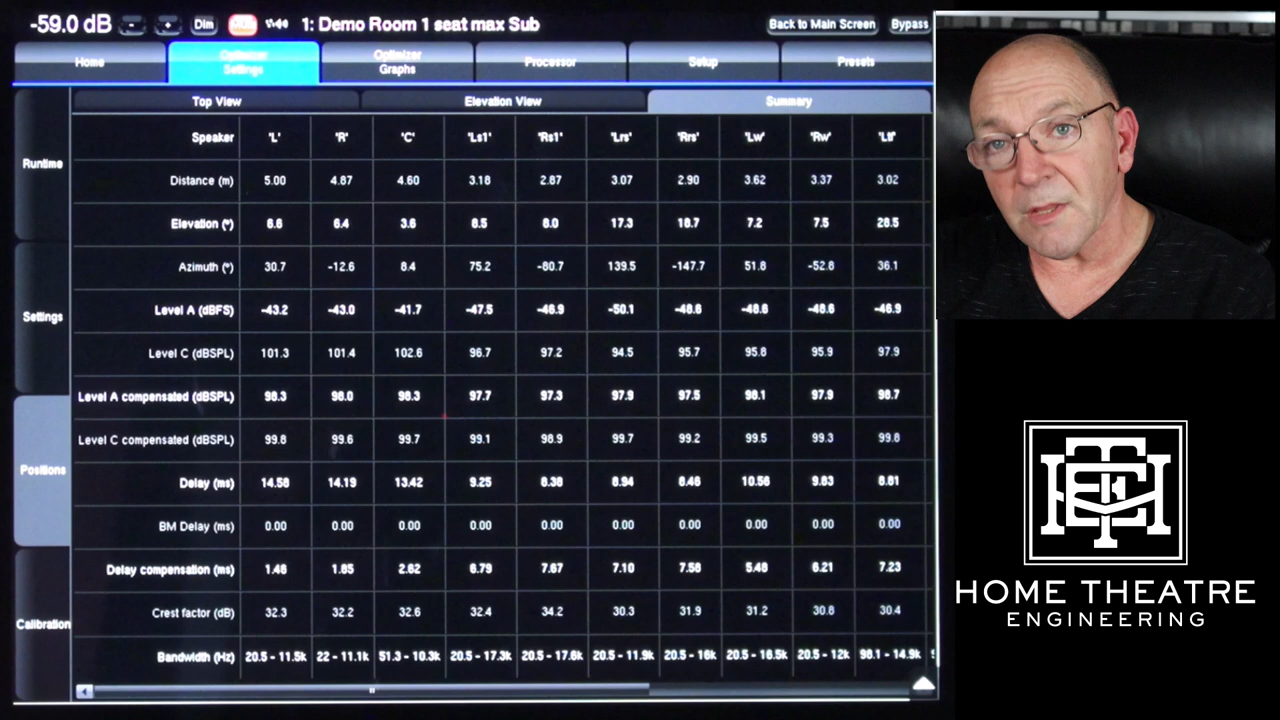 -59.0 dB - + Dim 1: Demo Room 1 seat max Sub Back to Main Screen Bypass
Home Optimizer Settings Optimizer Graphs Processor Setup Presets
Top View Elevation View Summary
Runtime
Settings
Positions
Calibration
Speaker 'L' 'R' 'C' 'Ls1' 'Rs1' 'Lrs' 'Rrs' 'Lw' 'Rw' 'Ltf'
Distance (m) 5.00 4.87 4.60 3.18 2.87 3.07 2.90 3.62 3.37 3.02
Elevation (°) 6.6 6.4 3.6 8.5 8.0 17.3 18.7 7.2 7.5 28.5
Azimuth (°) 30.7 -12.6 8.4 75.2 -80.7 139.5 -147.7 51.8 -52.8 36.1
Level A (dBFS) -43.2 -43.0 -41.7 -47.5 -46.9 -50.1 -48.6 -48.6 -48.6 -46.9
Level C (dBSPL) 101.3 101.4 102.6 96.7 97.2 94.5 95.7 95.8 95.9 97.9
Level A compensated (dBSPL) 98.3 98.0 98.3 97.7 97.3 97.9 97.5 98.1 97.9 98.7
Level C compensated (dBSPL) 99.8 99.6 99.7 99.1 98.9 99.7 99.2 99.5 99.3 99.8
Delay (ms) 14.58 14.19 13.42 9.25 8.38 8.94 8.46 10.56 9.83 8.81
BM Delay (ms) 0.00 0.00 0.00 0.00 0.00 0.00 0.00 0.00 0.00 0.00
Delay compensation (ms) 1.46 1.85 2.62 6.79 7.67 7.10 7.58 5.48 6.21 7.23
Crest factor (dB) 32.3 32.2 32.6 32.4 34.2 30.3 31.9 31.2 30.8 30.4
Bandwidth (Hz) 20.5 - 11.5k 22 - 11.1k 51.3 - 10.3k 20.5 - 17.3k 20.5 - 17.6k 20.5 - 11.9k 20.5 - 16k 20.5 - 16.5k 20.5 - 12k 98.1 - 14.9k
HOME THEATRE
ENGINEERING